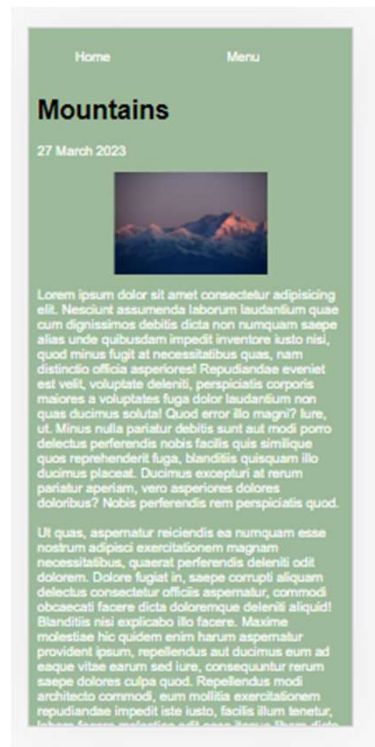 Home Menu
Mountains
27 March 2023
Lorem ipsum dolor sit amet consectetur adipisicing
elit. Nesciunt assumenda laborum laudantium quae
cum dignissimos debitis dicta non numquam saepe
alias unde quibusdam impedit inventore iusto nisi,
quod minus fugit at necessitatibus quas, nam
distinctio officia asperiores! Repudiandae eveniet
est velit, voluptate deleniti, perspiciatis corporis
maiores a voluptates fuga dolor laudantium non
quas ducimus soluta! Quod error illo magni? Iure,
ut. Minus nulla pariatur debitis sunt aut modi porro
delectus perferendis nobis facilis quis similique
quos reprehenderit fuga, blanditiis quisquam illo
ducimus placeat. Ducimus excepturi at rerum
pariatur aperiam, vero asperiores dolores
doloribus? Nobis perferendis rem perspiciatis quod.
Ut quas, aspernatur reiciendis ea numquam esse
nostrum adipisci exercitationem magnam
necessitatibus, quaerat perferendis deleniti odit
dolorem. Dolore fugiat in, saepe corrupti aliquam
delectus consectetur officiis aspernatur, commodi
obcaecati facere dicta doloremque deleniti aliquid!
Blanditiis nisi explicabo illo facere. Maxime
molestiae hic quidem enim harum aspernatur
provident ipsum, repellendus aut ducimus eum ad
eaque vitae earum sed iure, consequuntur rerum
saepe dolores culpa quod. Repellendus modi
architecto commodi, eum mollitia exercitationem
repudiandae impedit iste iusto, facilis illum tenetur,